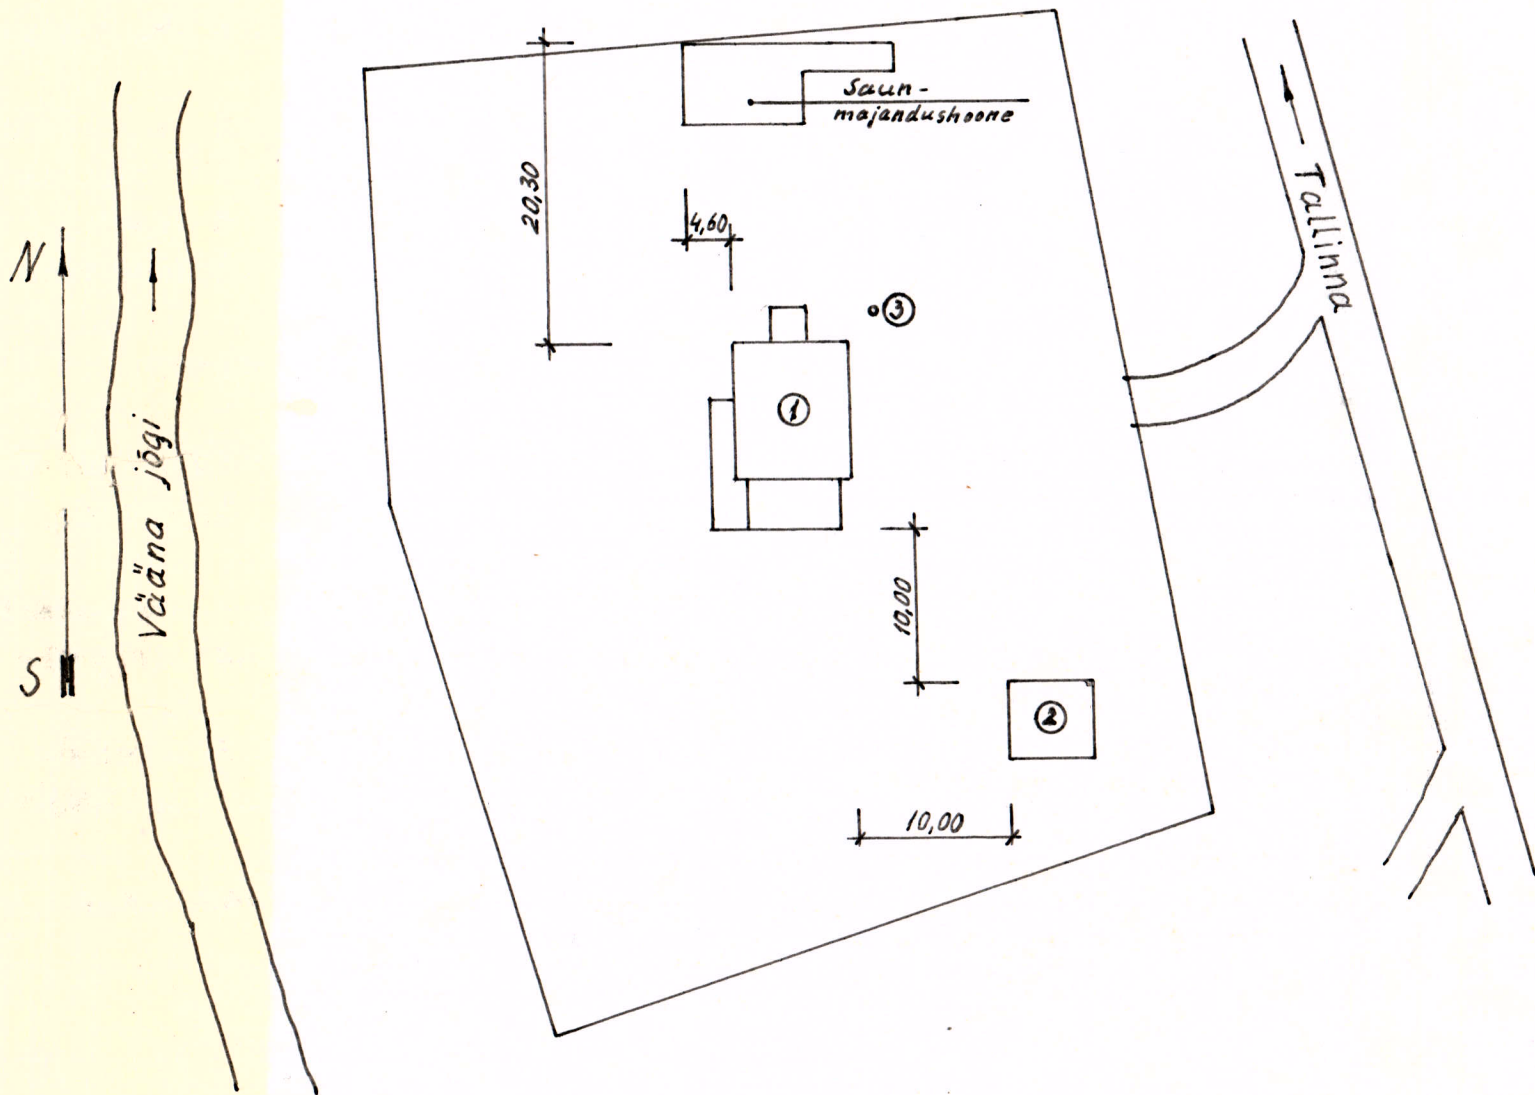 Saun-
majandushoone
20,30
4,60
Tallinna
N
3
1
Vääna jõgi
10,00
S
2
10,00